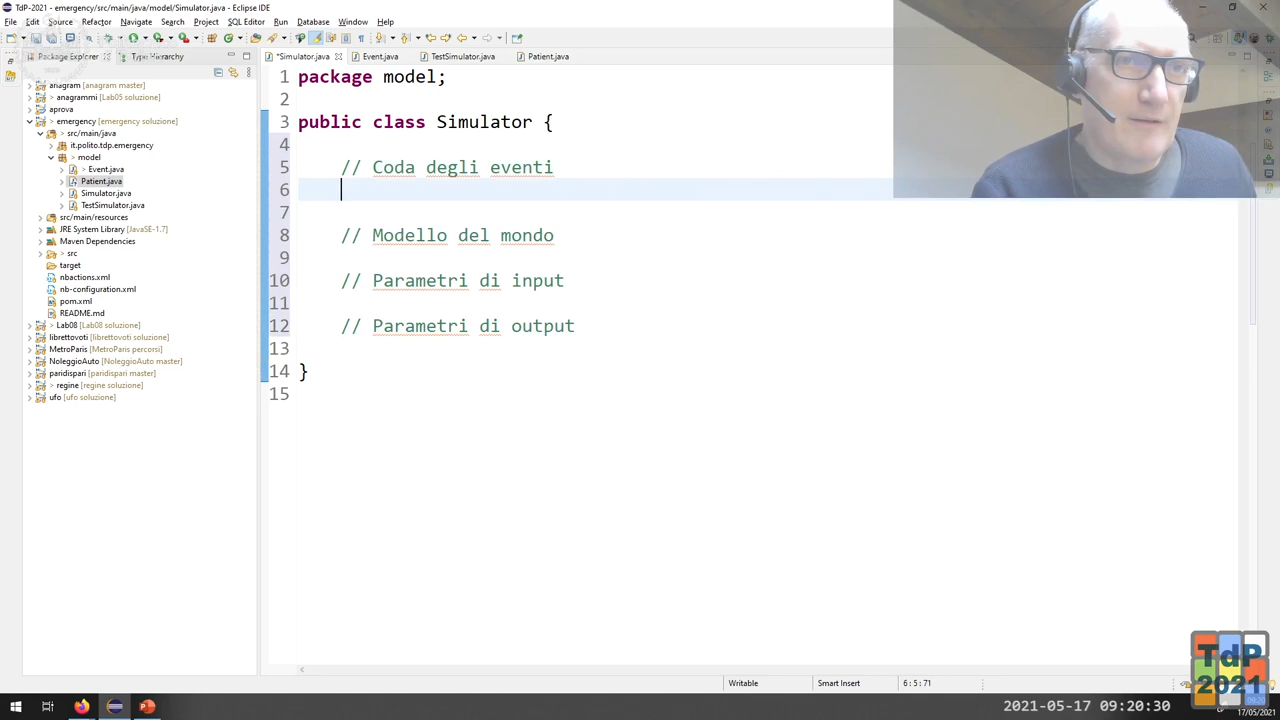 TdP-2021 - emergency/src/main/java/model/Simulator.java - Eclipse IDE
File Edit Source Refactor Navigate Search Project SQL Editor Run Database Window Help
Package Explorer Type Hierarchy
*Simulator.java Event.java TestSimulator.java Patient.java
anagram [anagram master]
> anagrammi [Lab05 soluzione]
aprova
> emergency [emergency soluzione]
> src/main/java
it.polito.tdp.emergency
> model
> Event.java
Patient.java
Simulator.java
TestSimulator.java
src/main/resources
JRE System Library [JavaSE-1.7]
Maven Dependencies
> src
target
nbactions.xml
nb-configuration.xml
pom.xml
README.md
> Lab08 [Lab08 soluzione]
librettovoti [librettovoti soluzione]
MetroParis [MetroParis percorsi]
NoleggioAuto [NoleggioAuto master]
paridispari [paridispari master]
> regine [regine soluzione]
ufo [ufo soluzione]
1 package model;
2
3 public class Simulator {
4
5 // Coda degli eventi
6
7
8 // Modello del mondo
9
10 // Parametri di input
11
12 // Parametri di output
13
14 }
15
Writable Smart Insert 6 : 5 : 71
TdP
2021
2021-05-17 09:20:30
09:20
17/05/2021